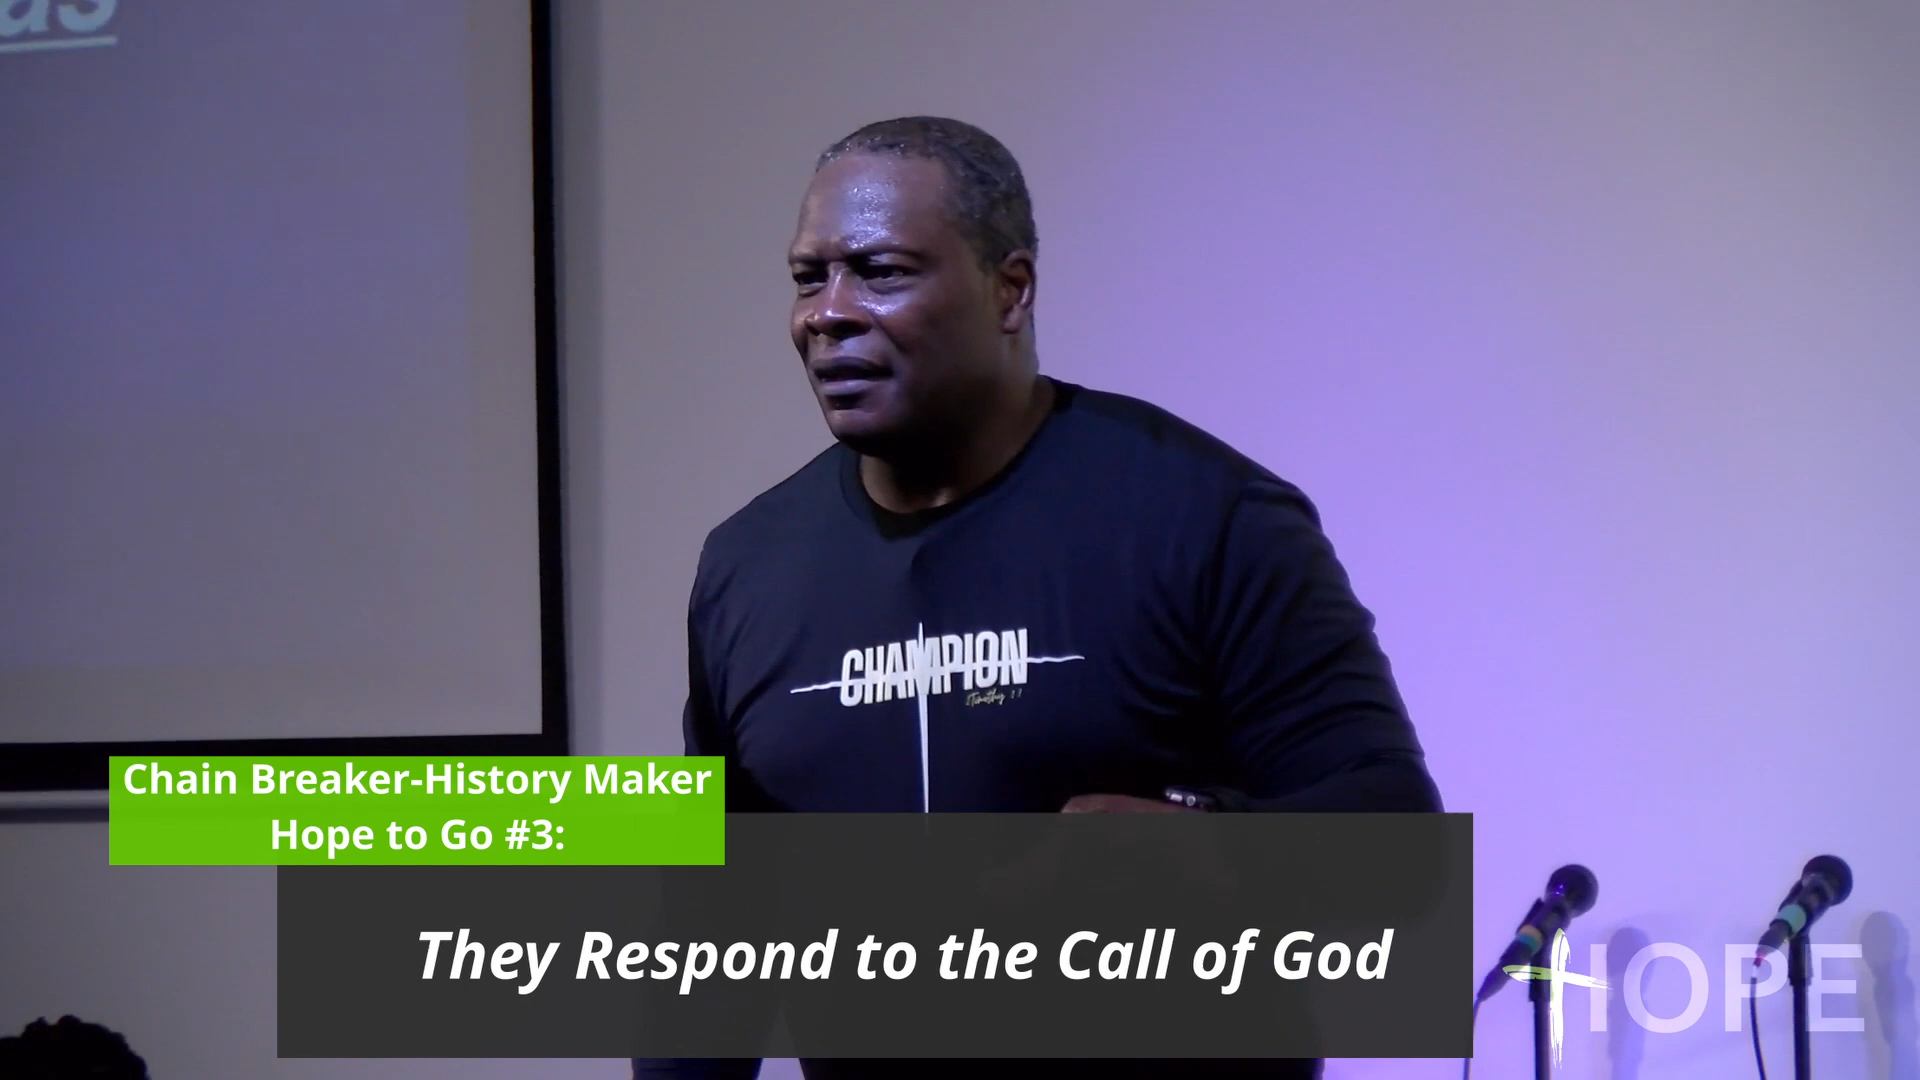 CHAMPION
Chain Breaker-History Maker
Hope to Go #3:
They Respond to the Call of God
HOPE